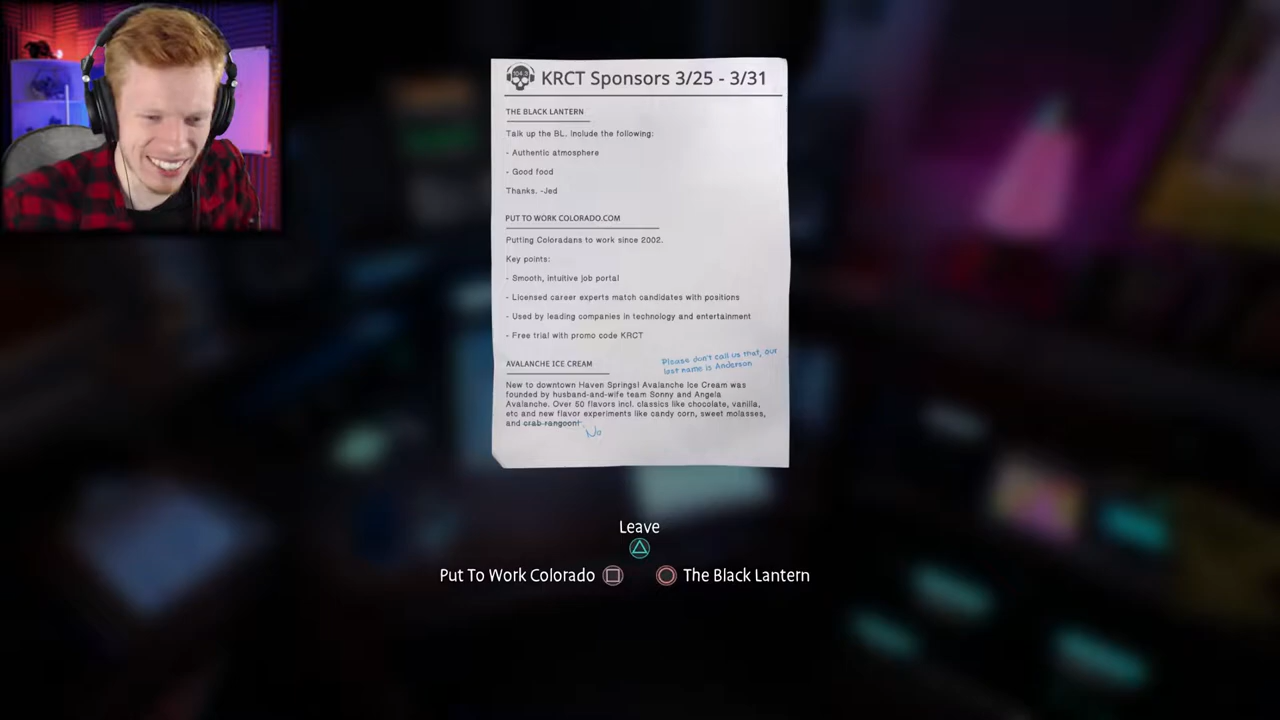 KRCT Sponsors 3/25 - 3/31
THE BLACK LANTERN
Talk up the BL. Include the following:
- Authentic atmosphere
- Good food
Thanks. -Jed
PUT TO WORK COLORADO.COM
Putting Coloradans to work since 2002.
Key points:
- Smooth, intuitive job portal
- Licensed career experts match candidates with positions
- Used by leading companies in technology and entertainment
- Free trial with promo code KRCT
Please don't call us that, our
last name is Anderson
AVALANCHE ICE CREAM
New to downtown Haven Springs! Avalanche Ice Cream was
founded by husband-and-wife team Sonny and Angela
Avalanche. Over 50 flavors incl. classics like chocolate, vanilla,
etc and new flavor experiments like candy corn, sweet molasses,
and crab rangoon!
No
Leave
Put To Work Colorado
The Black Lantern